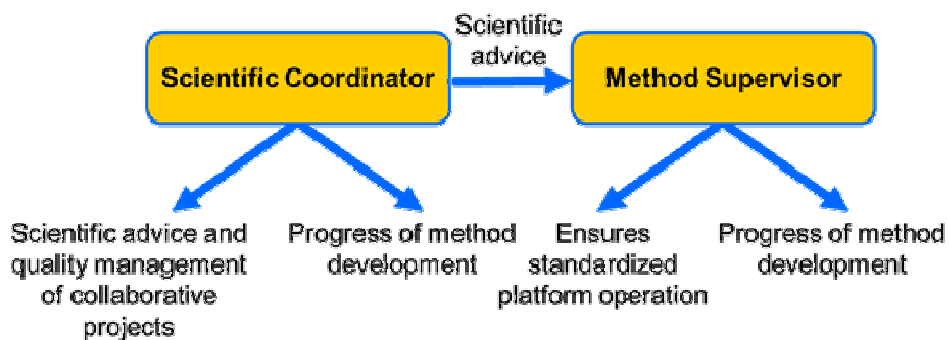 Scientific
advice
Scientific Coordinator
Method Supervisor
Scientific advice and
quality management
of collaborative
projects
Progress of method
development
Ensures
standardized
platform operation
Progress of method
development